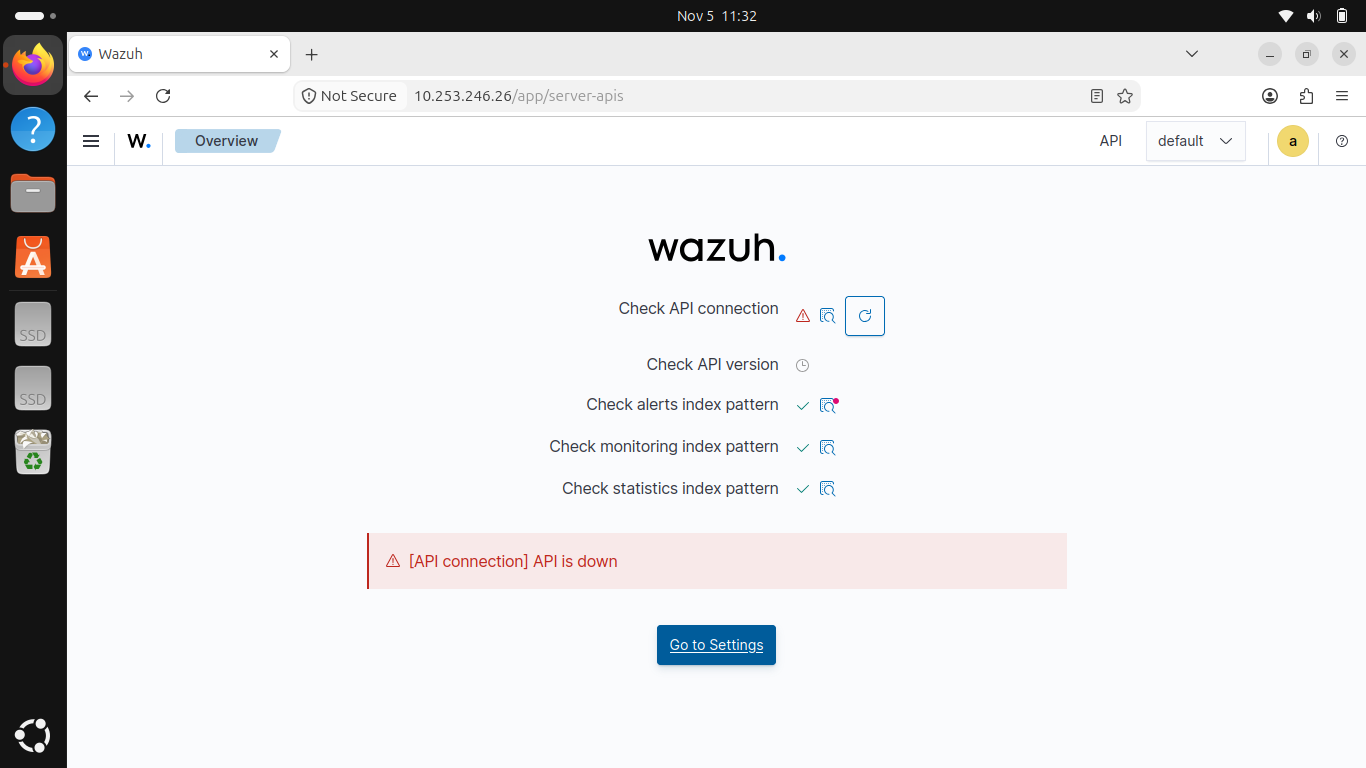 Nov 5 11:32
Wazuh
Not Secure 10.253.246.26/app/server-apis
W. Overview API default a
wazuh.
Check API connection
Check API version
Check alerts index pattern
Check monitoring index pattern
Check statistics index pattern
[API connection] API is down
Go to Settings
SSD
SSD